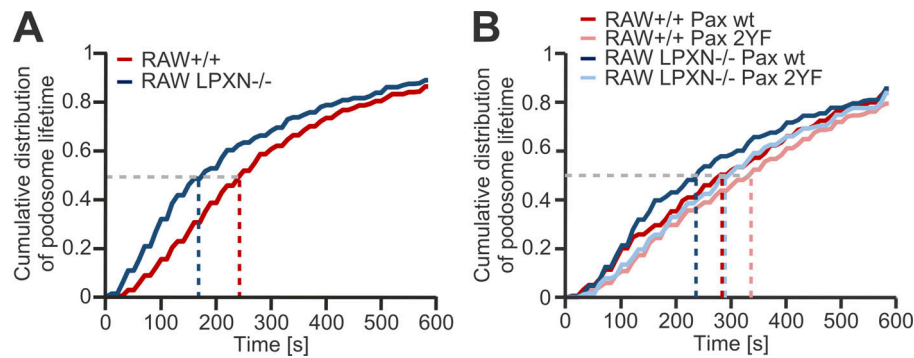 A
RAW+/+
RAW LPXN-/-
Cumulative distribution
of podosome lifetime
1
0.8
0.6
0.4
0.2
0
0 100 200 300 400 500 600
Time [s]
B
RAW+/+ Pax wt
RAW+/+ Pax 2YF
RAW LPXN-/- Pax wt
RAW LPXN-/- Pax 2YF
Cumulative distribution
of podosome lifetime
1
0.8
0.6
0.4
0.2
0
0 100 200 300 400 500 600
Time [s]